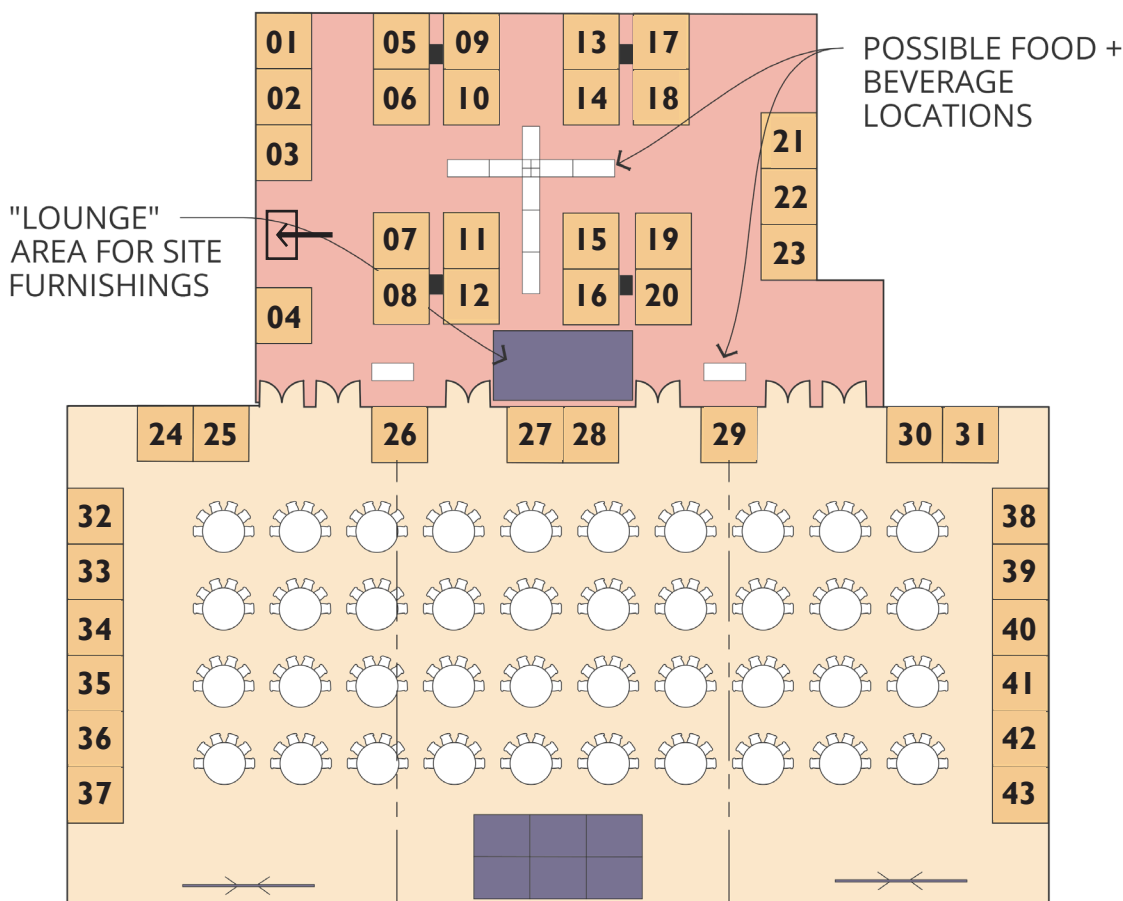 01 05 09 13 17
POSSIBLE FOOD +
BEVERAGE
LOCATIONS
02 06 10 14 18
03 21
22
"LOUNGE"
AREA FOR SITE
FURNISHINGS
07 11 15 19
23
08 12 16 20
04
24 25 26 27 28 29 30 31
32 38
33 39
34 40
35 41
36 42
37 43